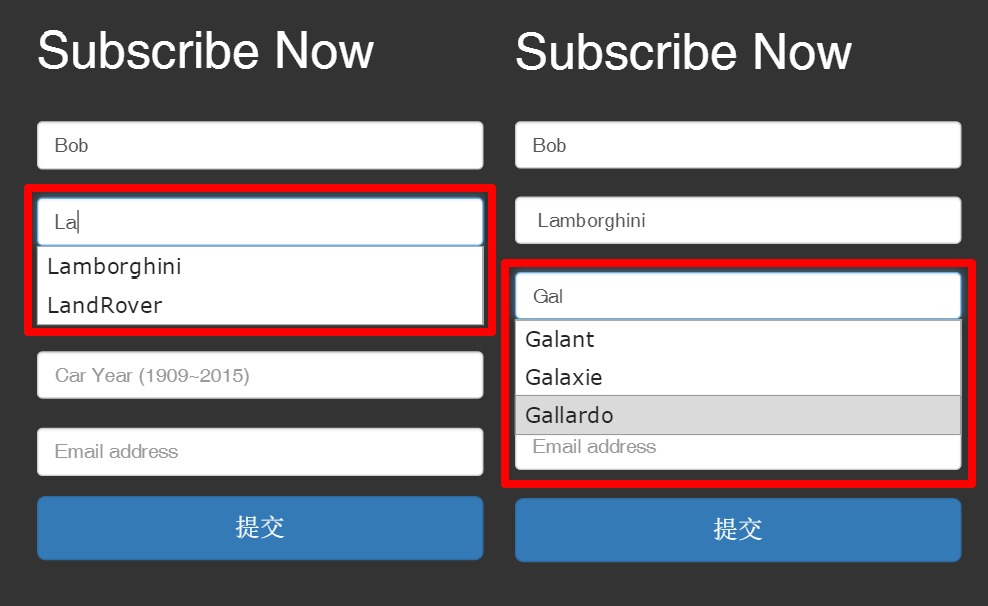 Subscribe Now
Bob
La
Lamborghini
LandRover
Car Year (1909~2015)
Email address
提交
Subscribe Now
Bob
Lamborghini
Gal
Galant
Galaxie
Gallardo
Email address
提交